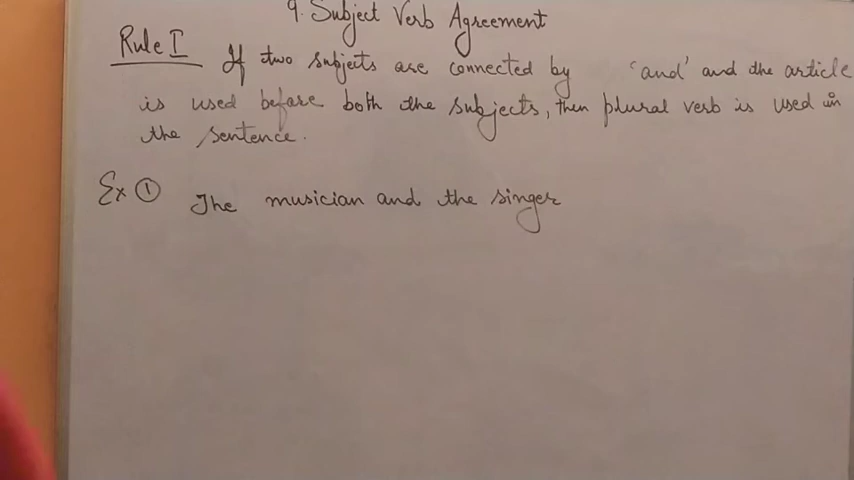 9. Subject Verb Agreement
Rule I If two subjects are connected by 'and' and the article
is used before both the subjects, then plural verb is used in
the sentence.
Ex ① The musician and the singer